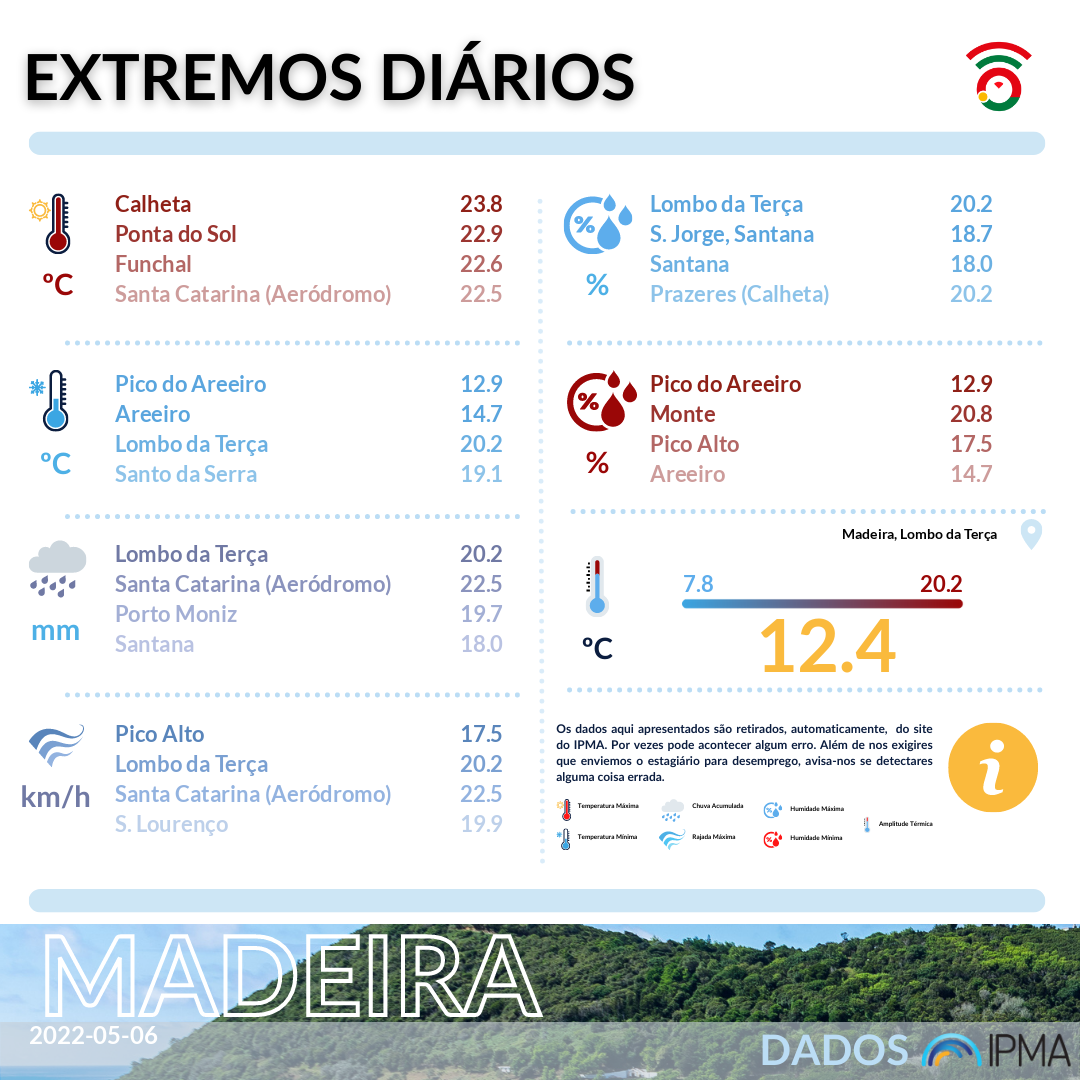 EXTREMOS DIÁRIOS
Calheta 23.8
Ponta do Sol 22.9
Funchal 22.6
Santa Catarina (Aeródromo) 22.5
ºC
Pico do Areeiro 12.9
Areeiro 14.7
Lombo da Terça 20.2
Santo da Serra 19.1
ºC
Lombo da Terça 20.2
Santa Catarina (Aeródromo) 22.5
Porto Moniz 19.7
Santana 18.0
mm
Pico Alto 17.5
Lombo da Terça 20.2
Santa Catarina (Aeródromo) 22.5
S. Lourenço 19.9
km/h
Lombo da Terça 20.2
S. Jorge, Santana 18.7
Santana 18.0
Prazeres (Calheta) 20.2
%
%
Pico do Areeiro 12.9
Monte 20.8
Pico Alto 17.5
Areeiro 14.7
%
%
Madeira, Lombo da Terça
7.8 20.2
12.4
ºC
Os dados aqui apresentados são retirados, automaticamente, do site
do IPMA. Por vezes pode acontecer algum erro. Além de nos exigires
que enviemos o estagiário para desemprego, avisa-nos se detectares
alguma coisa errada.
i
Temperatura Máxima
Chuva Acumulada
Humidade Máxima
Amplitude Térmica
Temperatura Mínima
Rajada Máxima
Humidade Mínima
MADEIRA
2022-05-06
DADOS IPMA